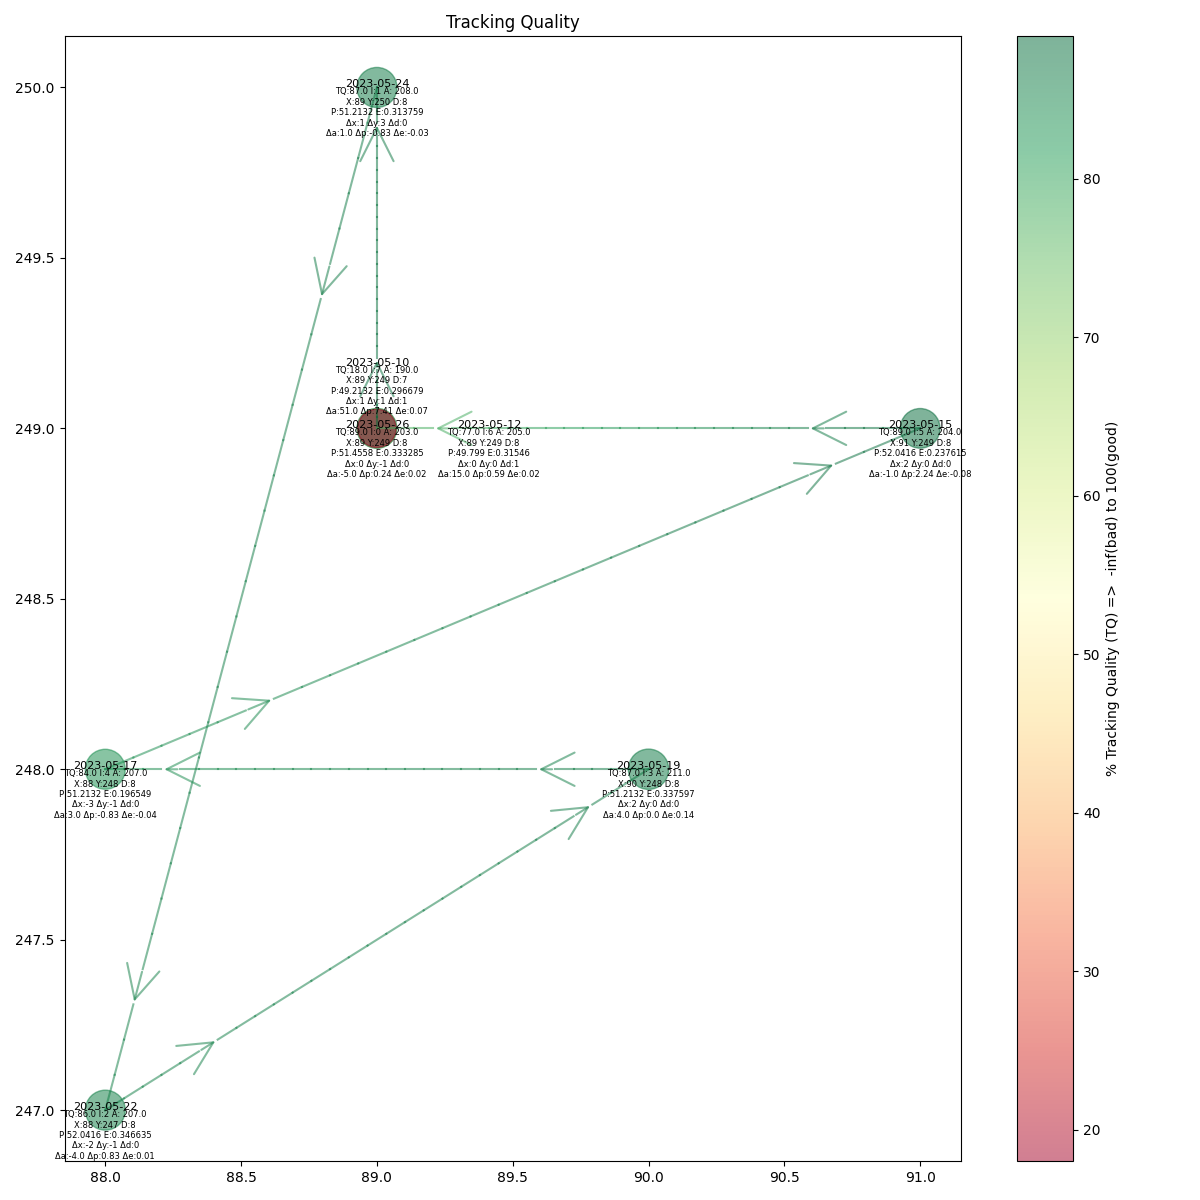 Tracking Quality
250.0
249.5
249.0
248.5
248.0
247.5
247.0
2023-05-24
TQ:87.0 I:1 A: 208.0
X:89 Y:250 D:8
P:51.2132 E:0.313759
Δx:1 Δy:3 Δd:0
Δa:1.0 Δp:-0.83 Δe:-0.03
2023-05-10
TQ:18.0 I:7 A: 190.0
X:89 Y:249 D:7
P:49.2132 E:0.296679
Δx:1 Δy:1 Δd:1
Δa:51.0 Δp:7.41 Δe:0.07
2023-05-26
TQ:89.0 I:0 A: 203.0
X:89 Y:249 D:8
P:51.4558 E:0.333285
Δx:0 Δy:-1 Δd:0
Δa:-5.0 Δp:0.24 Δe:0.02
2023-05-12
TQ:77.0 I:6 A: 205.0
X:89 Y:249 D:8
P:49.799 E:0.31546
Δx:0 Δy:0 Δd:1
Δa:15.0 Δp:0.59 Δe:0.02
2023-05-15
TQ:89.0 I:5 A: 204.0
X:91 Y:249 D:8
P:52.0416 E:0.237615
Δx:2 Δy:0 Δd:0
Δa:-1.0 Δp:2.24 Δe:-0.08
2023-05-17
TQ:84.0 I:4 A: 207.0
X:88 Y:248 D:8
P:51.2132 E:0.196549
Δx:-3 Δy:-1 Δd:0
Δa:3.0 Δp:-0.83 Δe:-0.04
2023-05-19
TQ:87.0 I:3 A: 211.0
X:90 Y:248 D:8
P:51.2132 E:0.337597
Δx:2 Δy:0 Δd:0
Δa:4.0 Δp:0.0 Δe:0.14
2023-05-22
TQ:86.0 I:2 A: 207.0
X:88 Y:247 D:8
P:52.0416 E:0.346635
Δx:-2 Δy:-1 Δd:0
Δa:-4.0 Δp:0.83 Δe:0.01
88.0
88.5
89.0
89.5
90.0
90.5
91.0
80
70
60
50
40
30
20
% Tracking Quality (TQ) => -inf(bad) to 100(good)